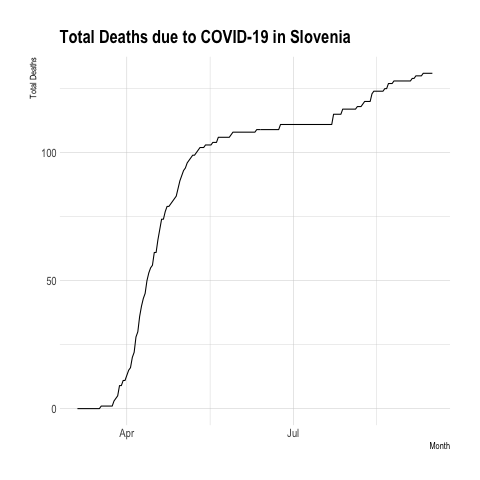 Total Deaths due to COVID-19 in Slovenia
Total Deaths
100
50
0
Apr
Jul
Month